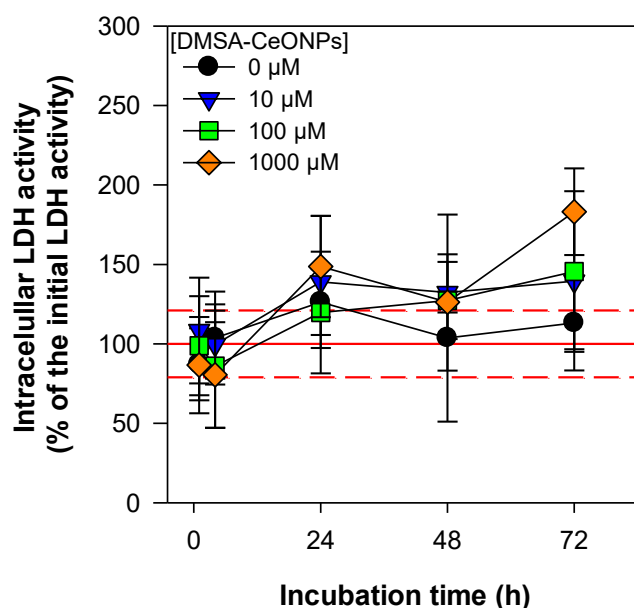 Intracelullar LDH activity
(% of the initial LDH activity)
300
250
200
150
100
50
0
[DMSA-CeONPs]
0 µM
10 µM
100 µM
1000 µM
0 24 48 72
Incubation time (h)